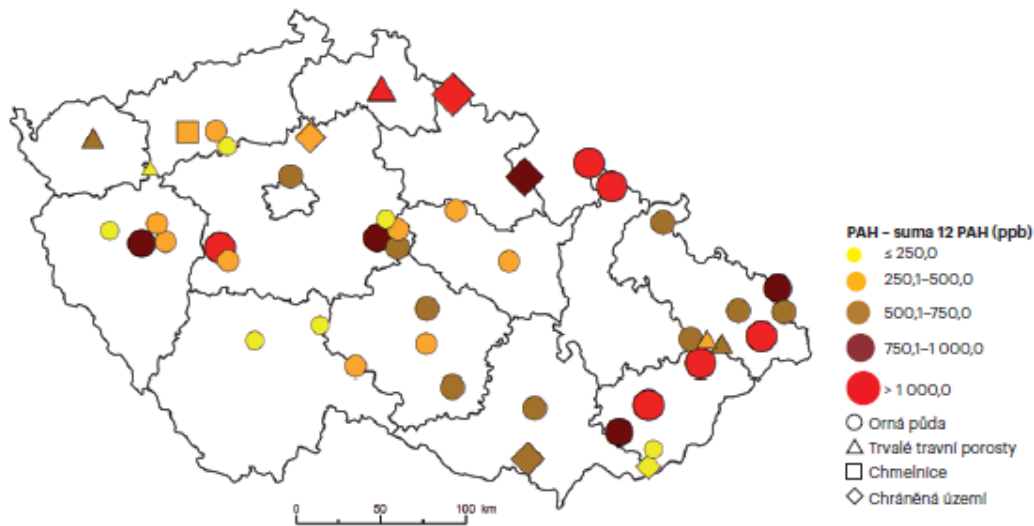 PAH – suma 12 PAH (ppb)
≤ 250,0
250,1–500,0
500,1–750,0
750,1–1 000,0
> 1 000,0
Orná půda
Trvalé travní porosty
Chmelnice
Chráněná území
0 50 100 km